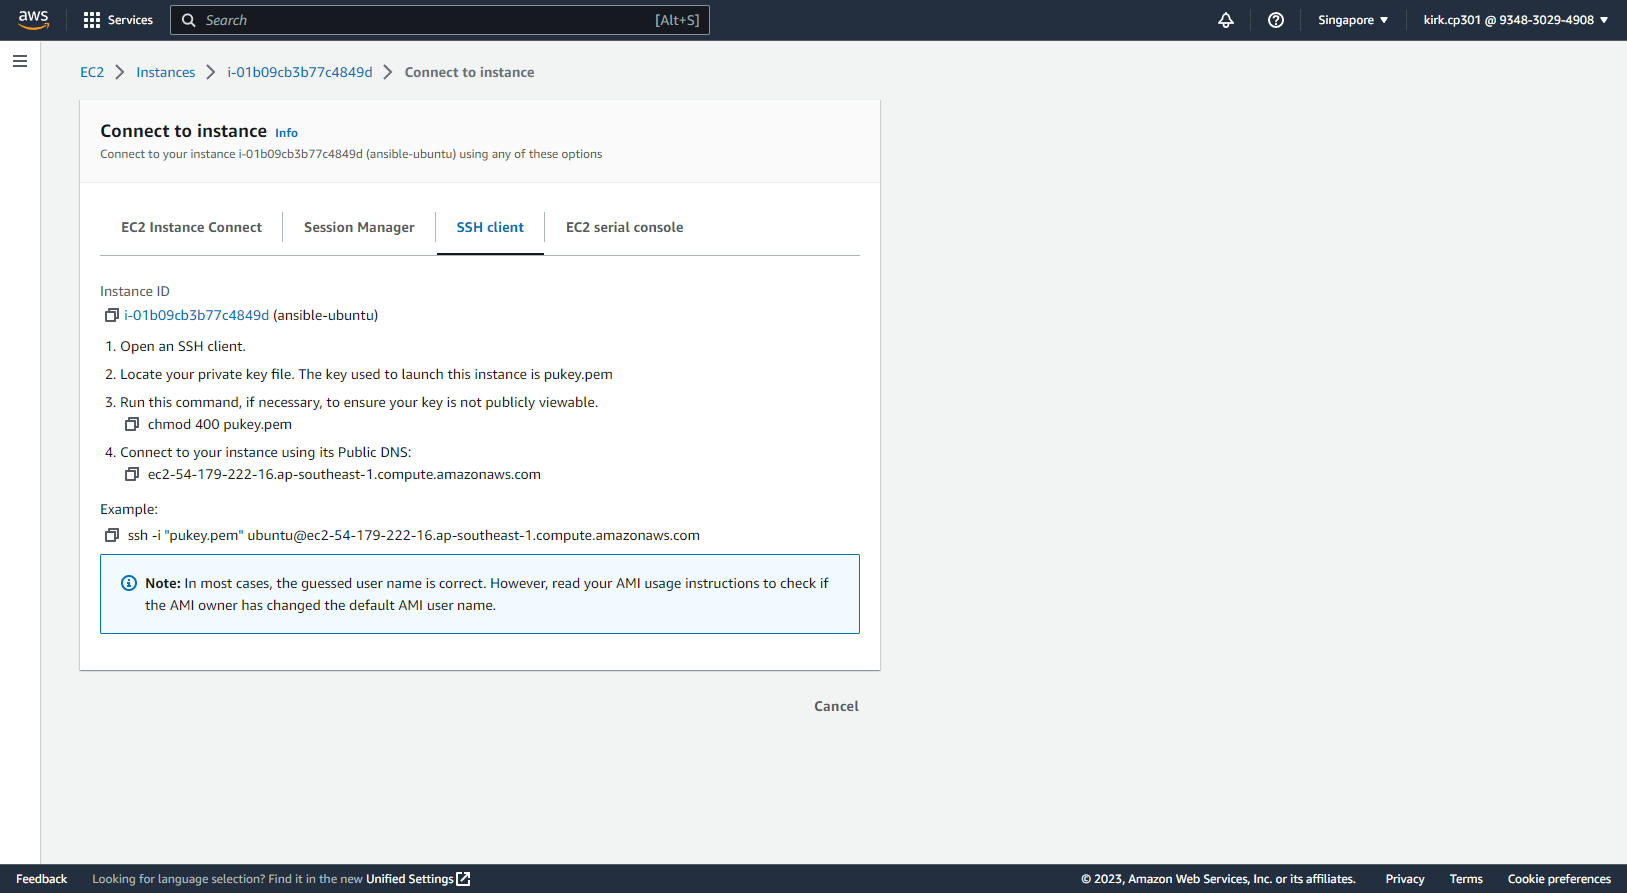 aws Services Search [Alt+S] Singapore kirk.cp301 @ 9348-3029-4908
EC2 Instances i-01b09cb3b77c4849d Connect to instance
Connect to instance Info
Connect to your instance i-01b09cb3b77c4849d (ansible-ubuntu) using any of these options
EC2 Instance Connect Session Manager SSH client EC2 serial console
Instance ID
i-01b09cb3b77c4849d (ansible-ubuntu)
1. Open an SSH client.
2. Locate your private key file. The key used to launch this instance is pukey.pem
3. Run this command, if necessary, to ensure your key is not publicly viewable.
chmod 400 pukey.pem
4. Connect to your instance using its Public DNS:
ec2-54-179-222-16.ap-southeast-1.compute.amazonaws.com
Example:
ssh -i "pukey.pem" ubuntu@ec2-54-179-222-16.ap-southeast-1.compute.amazonaws.com
Note: In most cases, the guessed user name is correct. However, read your AMI usage instructions to check if
the AMI owner has changed the default AMI user name.
Cancel
Feedback Looking for language selection? Find it in the new Unified Settings © 2023, Amazon Web Services, Inc. or its affiliates. Privacy Terms Cookie preferences